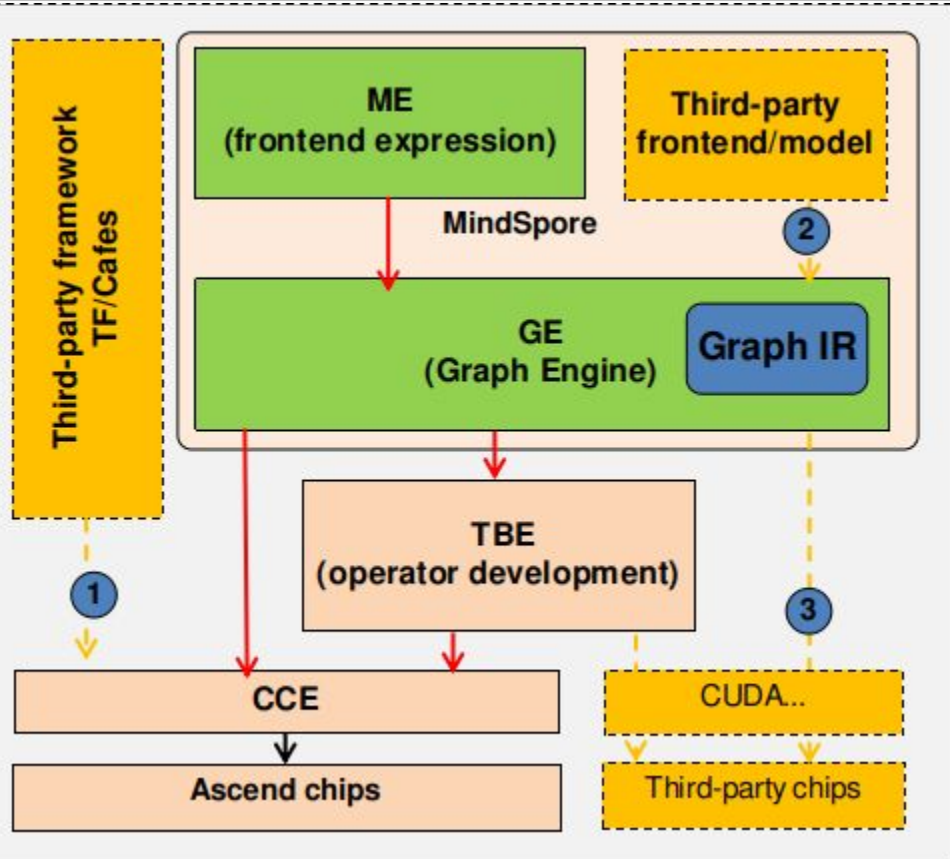 Third-party framework
TF/Cafes
ME
(frontend expression)
Third-party
frontend/model
MindSpore
2
GE
(Graph Engine)
Graph IR
TBE
(operator development)
1
3
CCE
CUDA...
Ascend chips
Third-party chips